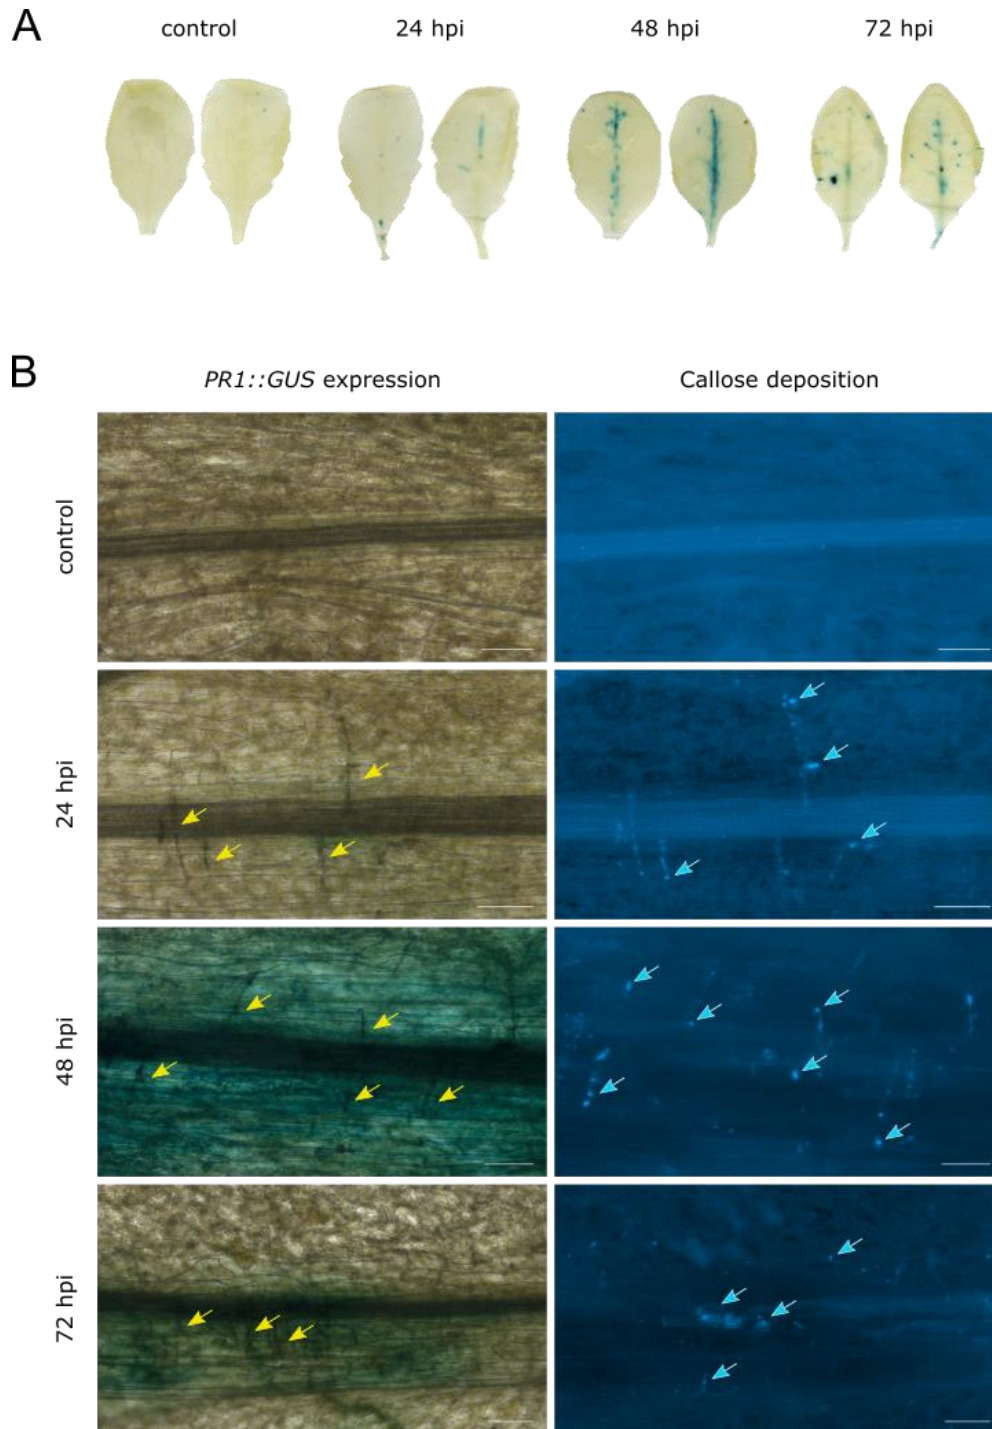 A
control 24 hpi 48 hpi 72 hpi
B
PR1::GUS expression Callose deposition
control
24 hpi
48 hpi
72 hpi